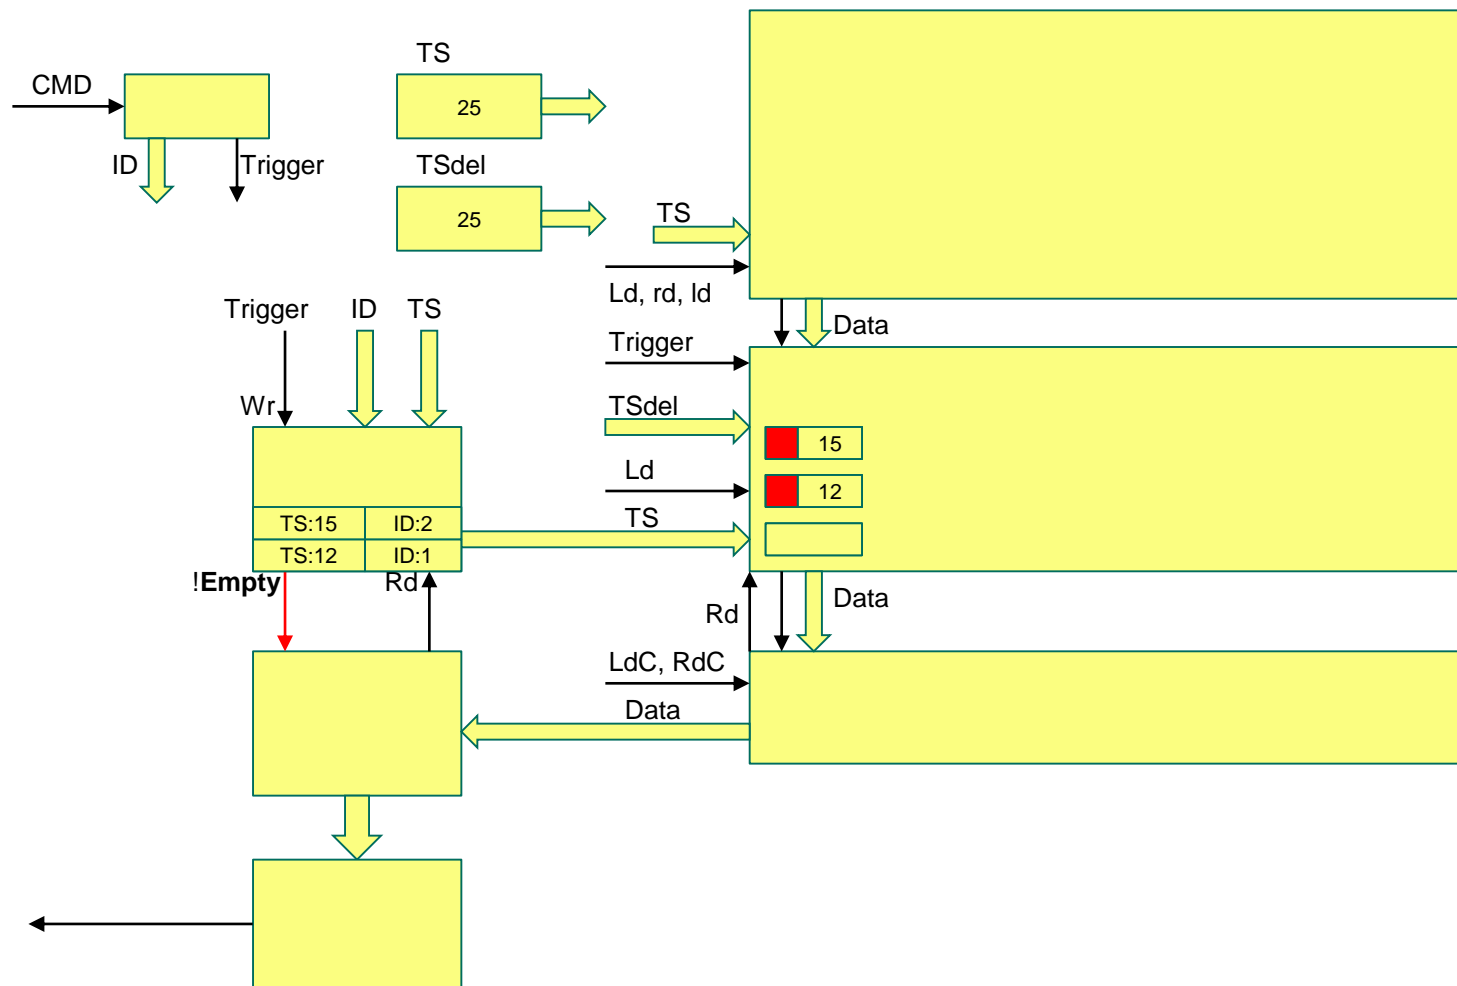 TS
CMD
25
ID
Trigger
TSdel
25
TS
Ld, rd, ld
Trigger
ID
TS
Data
Trigger
Wr
TSdel
15
Ld
12
TS:15
ID:2
TS
TS:12
ID:1
!Empty
Rd
Rd
Data
LdC, RdC
Data